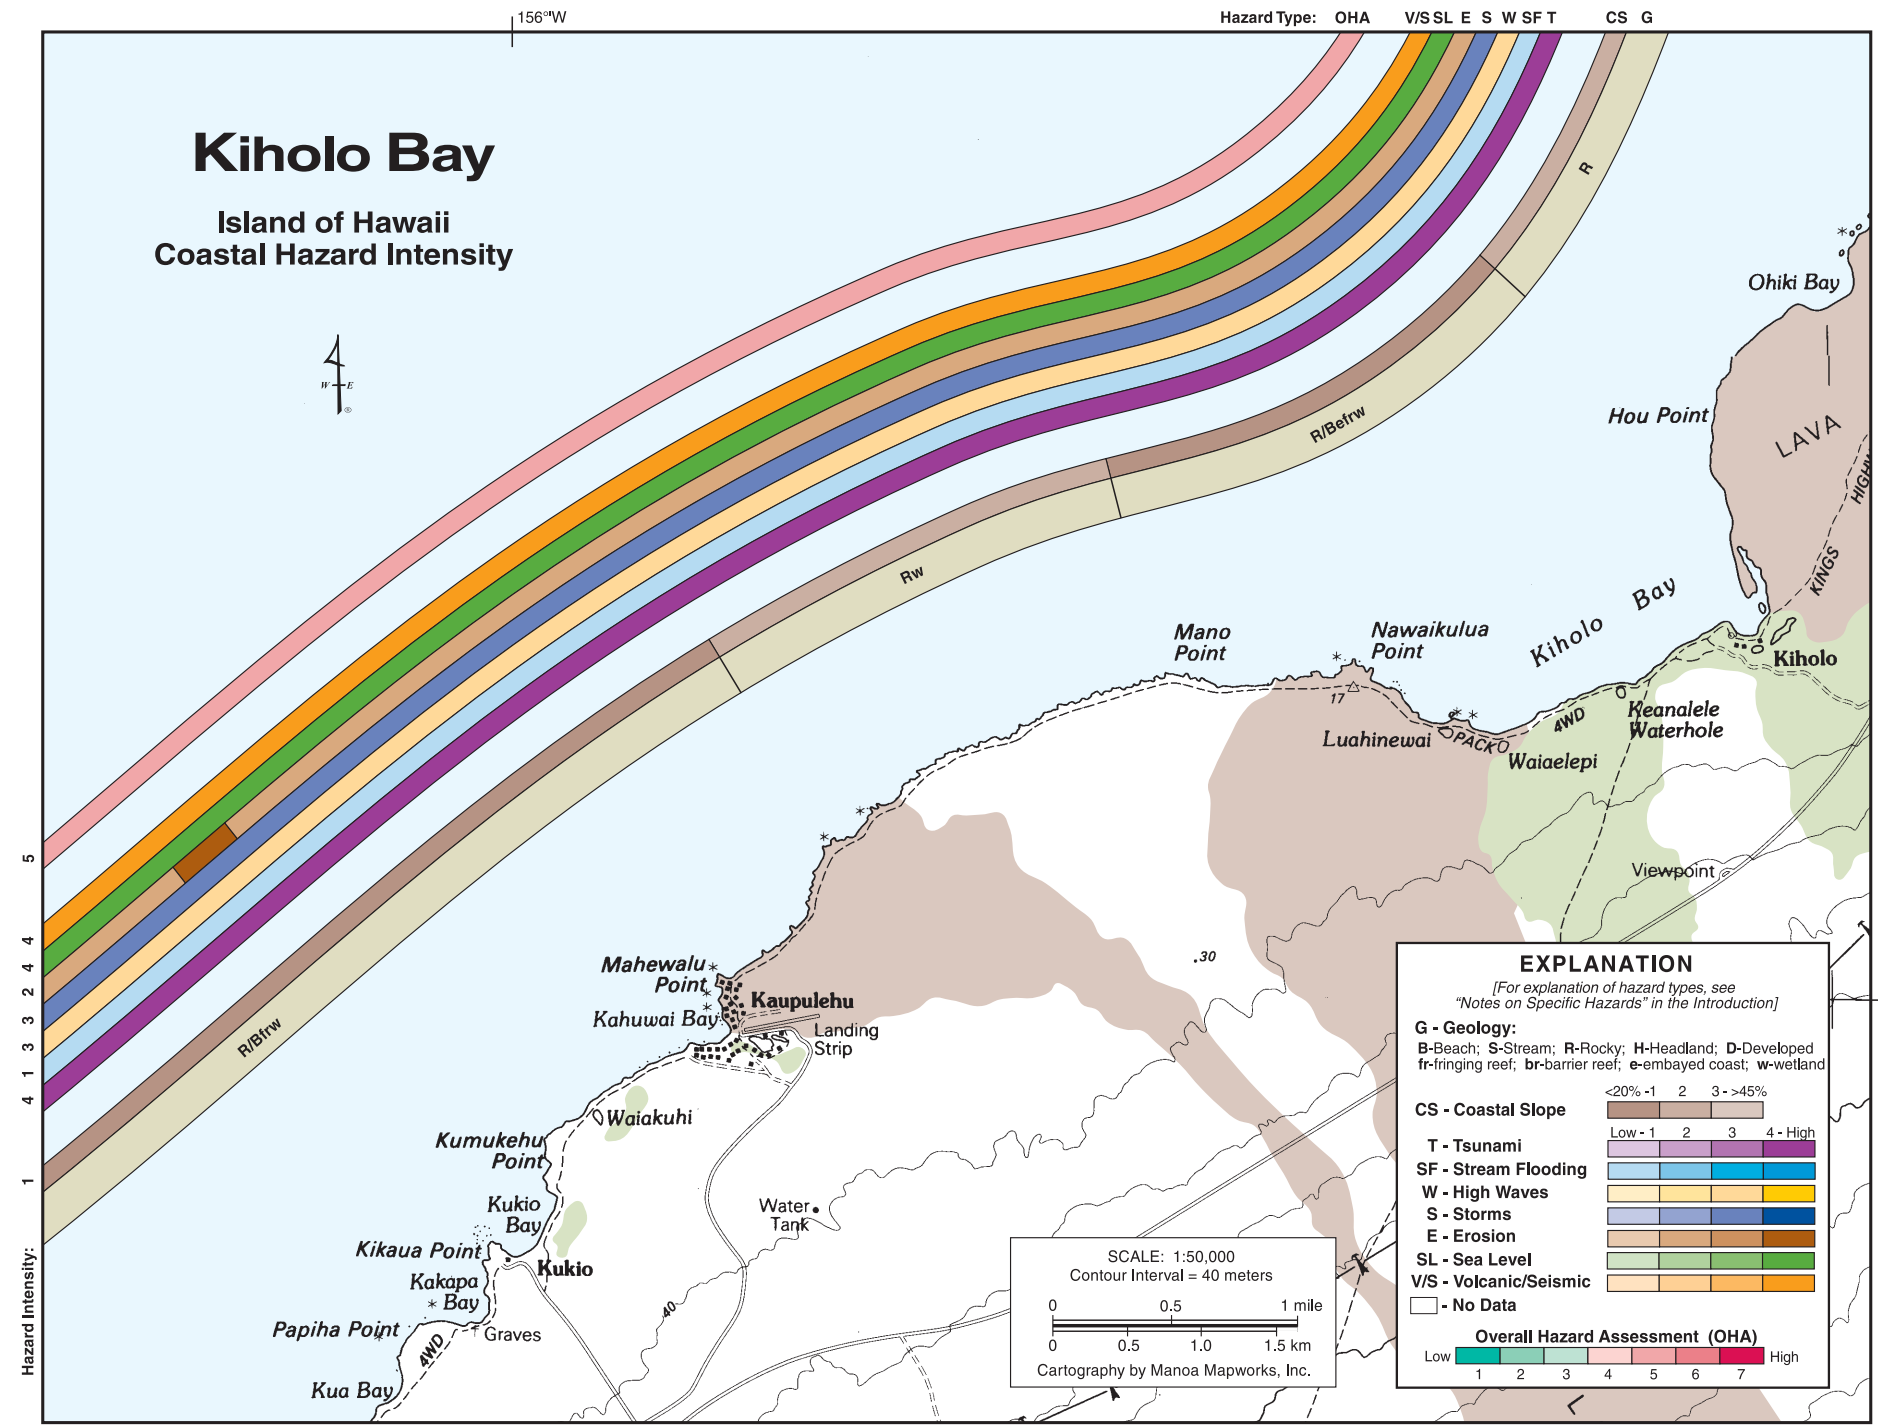 156°W
Hazard Type: OHA V/S SL E S W SF T CS G
Kiholo Bay
Island of Hawaii
Coastal Hazard Intensity
W E
®
R
R/Befrw
Rw
R/Bfrw
Ohiki Bay
Hou Point
LAVA
KINGS
Kiholo Bay
Mano
Point
Nawaikulua
Point
17
Kiholo
Luahinewai
PACK
4WD
Keanalele
Waterhole
Waiaelepi
Viewpoint
.30
Mahewalu
Point
Kaupulehu
Kahuwai Bay
Landing
Strip
Waiakuhi
Kumukehu
Point
Kukio
Bay
Water
Tank
Kikaua Point
Kukio
Kakapa
Bay
40
Papiha Point
Graves
4WD
Kua Bay
Hazard Intensity: 1 4 1 3 3 2 4 4 5
SCALE: 1:50,000
Contour Interval = 40 meters
0 0.5 1 mile
0 0.5 1.0 1.5 km
Cartography by Manoa Mapworks, Inc.
EXPLANATION
[For explanation of hazard types, see
“Notes on Specific Hazards” in the Introduction]
G - Geology:
B-Beach; S-Stream; R-Rocky; H-Headland; D-Developed
fr-fringing reef; br-barrier reef; e-embayed coast; w-wetland
<20% -1 2 3 - >45%
CS - Coastal Slope
Low - 1 2 3 4 - High
T - Tsunami
SF - Stream Flooding
W - High Waves
S - Storms
E - Erosion
SL - Sea Level
V/S - Volcanic/Seismic
- No Data
Overall Hazard Assessment (OHA)
Low High
1 2 3 4 5 6 7
L